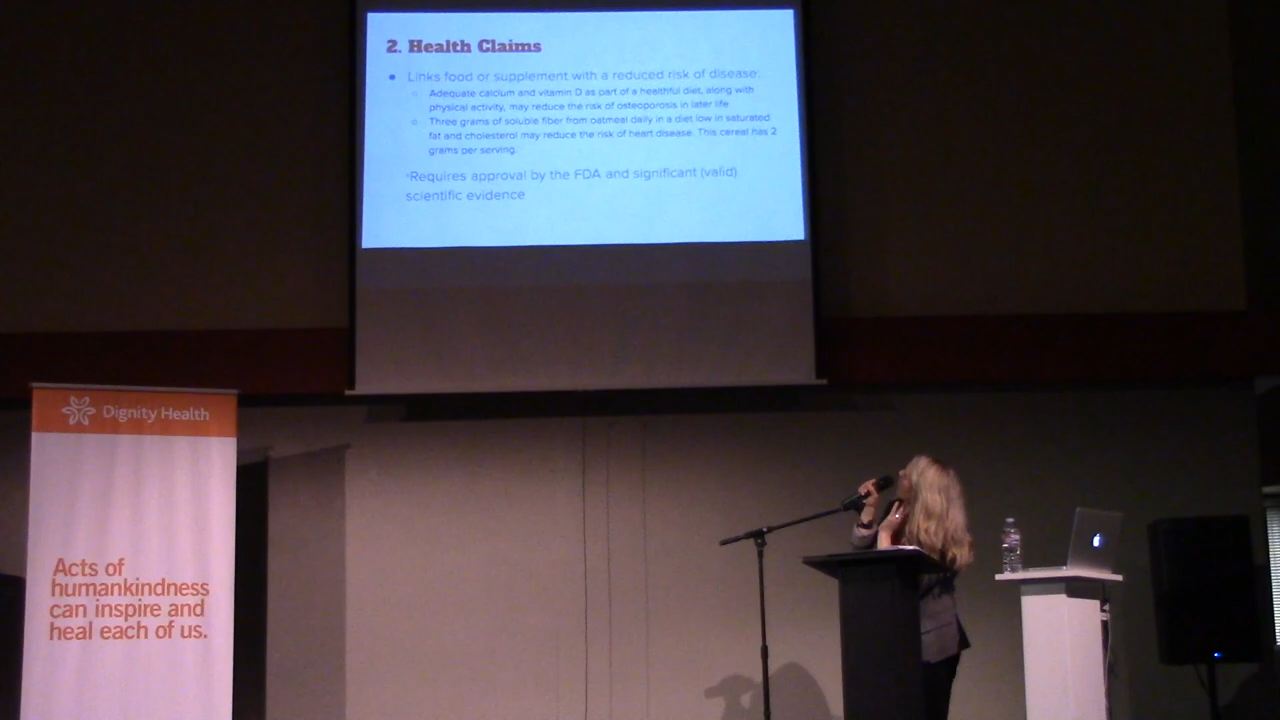 2. Health Claims
Links food or supplement with a reduced risk of disease:
Adequate calcium and vitamin D as part of a healthful diet, along with
physical activity, may reduce the risk of osteoporosis in later life
Three grams of soluble fiber from oatmeal daily in a diet low in saturated
fat and cholesterol may reduce the risk of heart disease. This cereal has 2
grams per serving.
*Requires approval by the FDA and significant (valid)
scientific evidence
Dignity Health
Acts of
humankindness
can inspire and
heal each of us.